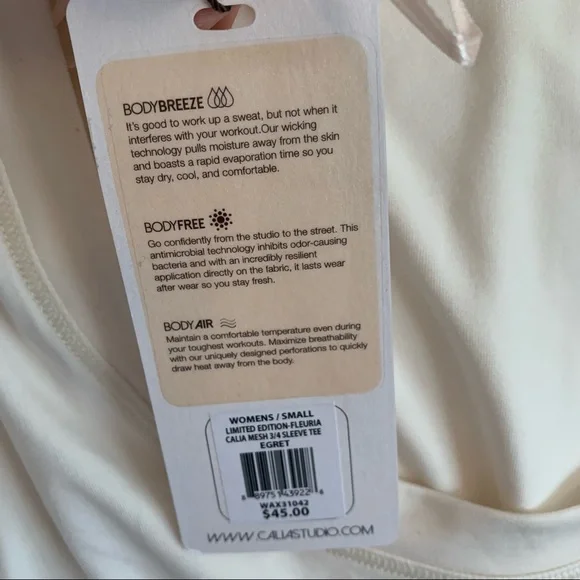 BODYBREEZE
It's good to work up a sweat, but not when it
interferes with your workout.Our wicking
technology pulls moisture away from the skin
and boasts a rapid evaporation time so you
stay dry, cool, and comfortable.
BODYFREE
Go confidently from the studio to the street. This
antimicrobial technology inhibits odor-causing
bacteria and with an incredibly resilient
application directly on the fabric, it lasts wear
after wear so you stay fresh.
BODYAIR
Maintain a comfortable temperature even during
your toughest workouts. Maximize breathability
with our uniquely designed perforations to quickly
draw heat away from the body.
WOMENS / SMALL
LIMITED EDITION-FLEURIA
CALIA MESH 3/4 SLEEVE TEE
EGRET
8 89751 43922 6
WAX31042
$45.00
WWW.CALIASTUDIO.COM